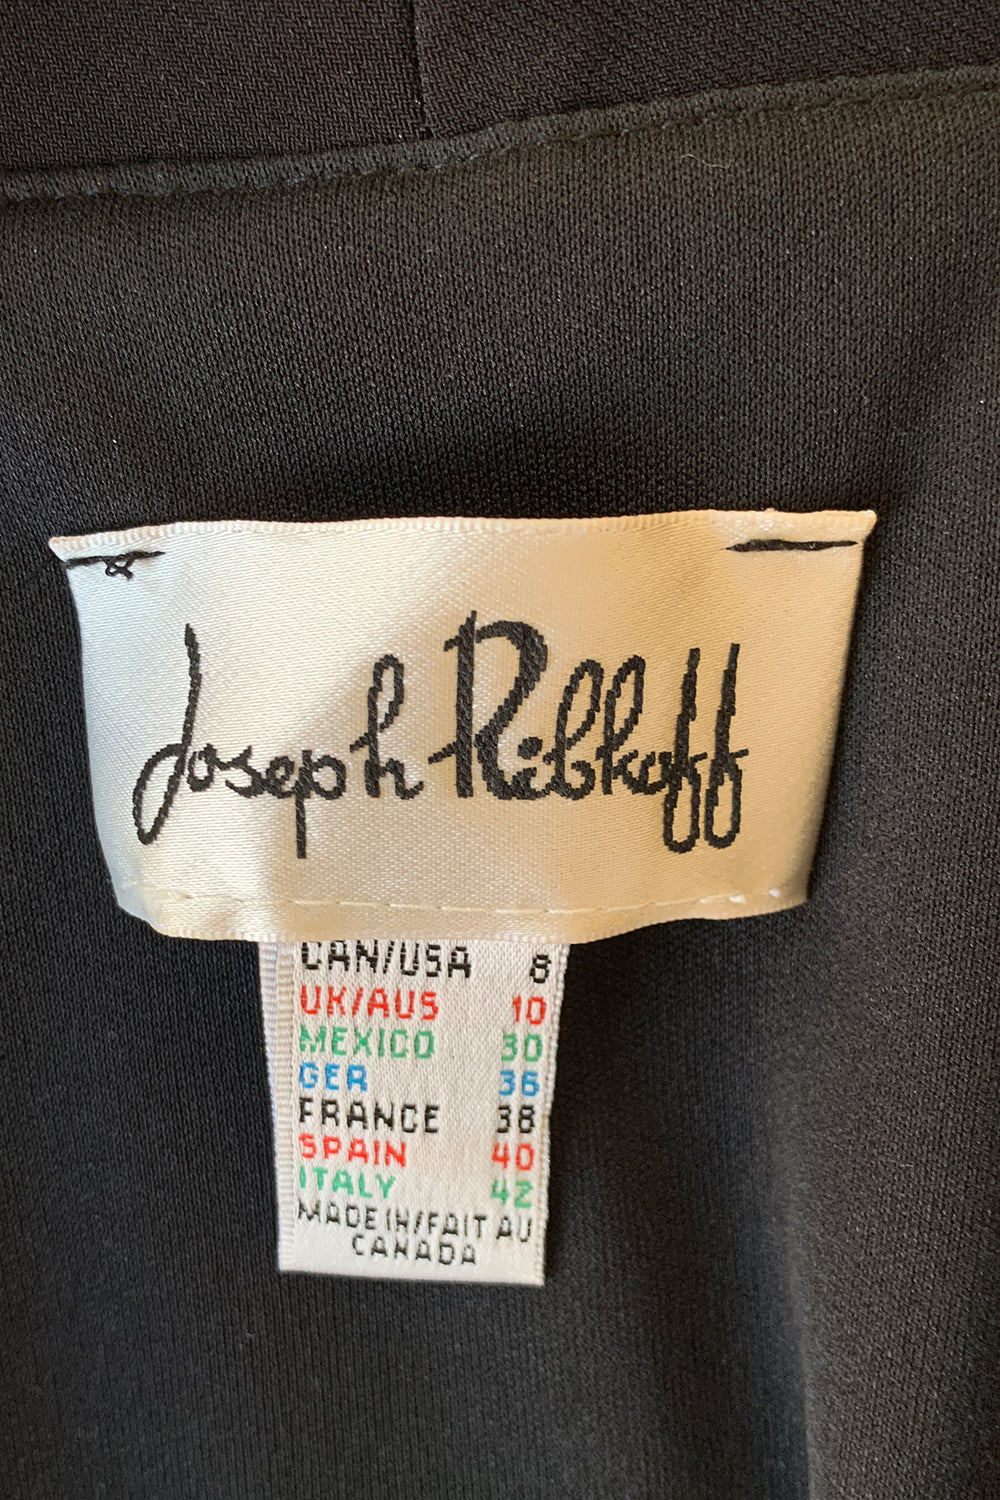 Joseph Ribkoff
CAN/USA 8
UK/AUS 10
MEXICO 30
GER 36
FRANCE 38
SPAIN 40
ITALY 42
MADE IN/FAIT AU
CANADA